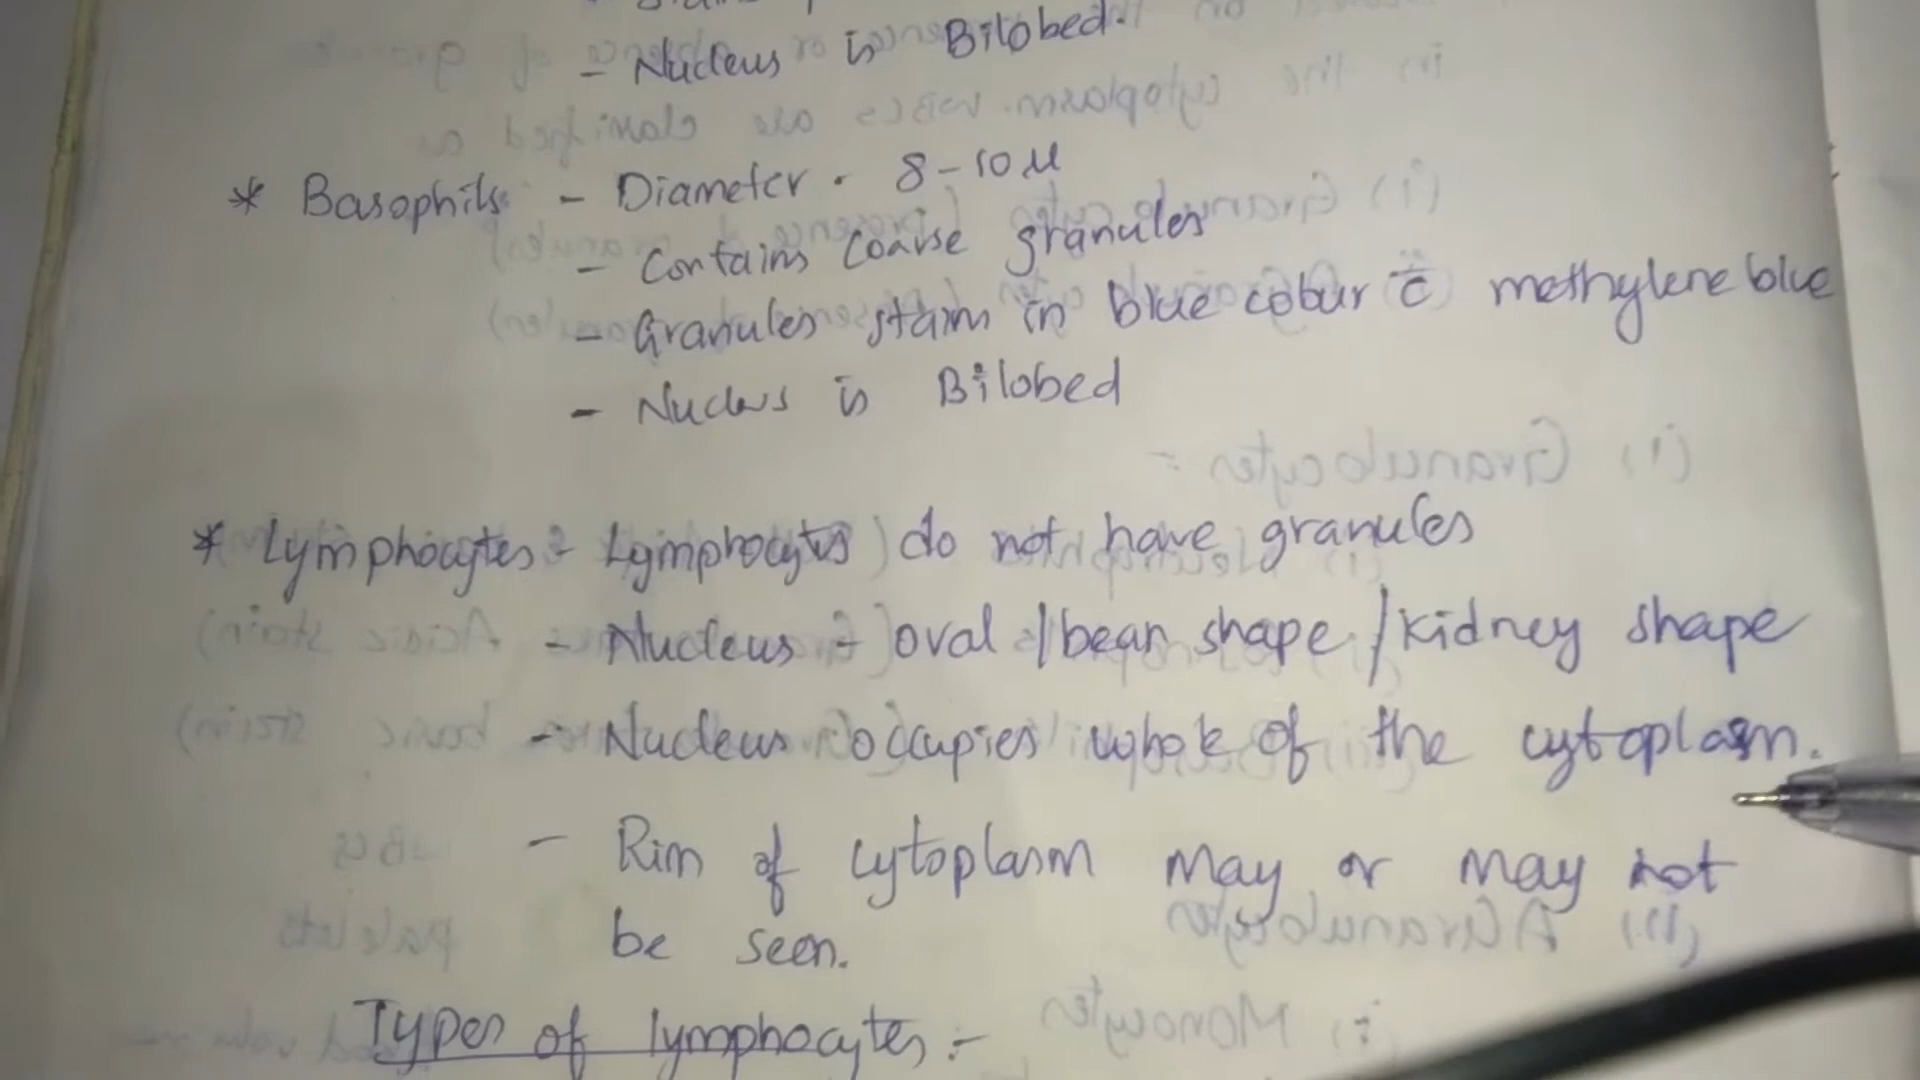 - Nucleus is Bilobed.
* Basophils - Diameter . 8-10 μ
- Contains Coarse granules
- Granules stain in blue colour c̄ methylene blue
- Nucleus is Bilobed
* Lymphocytes :- Lymphocytes do not have granules
- Nucleus :- oval / bean shape / kidney shape
- Nucleus occupies whole of the cytoplasm.
- Rim of cytoplasm may or may not
be seen.
Types of lymphocytes :-